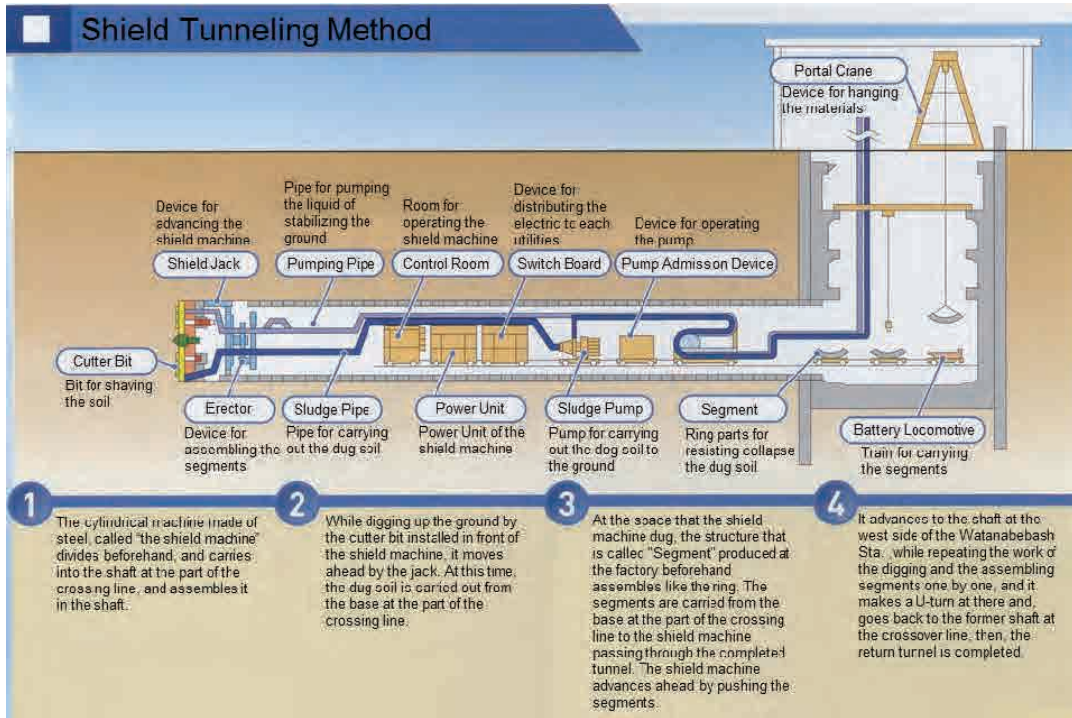 Shield Tunneling Method
Portal Crane
Device for hanging
the materials
Device for
advancing the
shield machine
Shield Jack
Pipe for pumping
the liquid of
stabilizing the
ground
Pumping Pipe
Room for
operating the
shield machine
Control Room
Device for
distributing the
electric to each
utilities
Switch Board
Device for operating
the pump
Pump Admisson Device
Cutter Bit
Bit for shaving
the soil
Erector
Device for
assembling the
segments
Sludge Pipe
Pipe for carrying
out the dug soil
Power Unit
Power Unit of the
shield machine
Sludge Pump
Pump for carrying
out the dog soil to
the ground
Segment
Ring parts for
resisting collapse
the dug soil
Battery Locomotive
Train for carrying
the segments
1
The cylindrical machine made of
steel, called "the shield machine"
divides beforehand, and carries
into the shaft at the part of the
crossing line, and assembles it
in the shaft.
2
While digging up the ground by
the cutter bit installed in front of
the shield machine, it moves
ahead by the jack. At this time,
the dug soil is carried out from
the base at the part of the
crossing line.
3
At the space that the shield
machine dug, the structure that
is called "Segment" produced at
the factory beforehand
assembles like the ring. The
segments are carried from the
base at the part of the crossing
line to the shield machine
passing through the completed
tunnel. The shield machine
advances ahead by pushing the
segments.
4
It advances to the shaft at the
west side of the Watanabebash
Sta. , while repeating the work of
the digging and the assembling
segments one by one, and it
makes a U-turn at there and,
goes back to the former shaft at
the crossover line, then, the
return tunnel is completed.